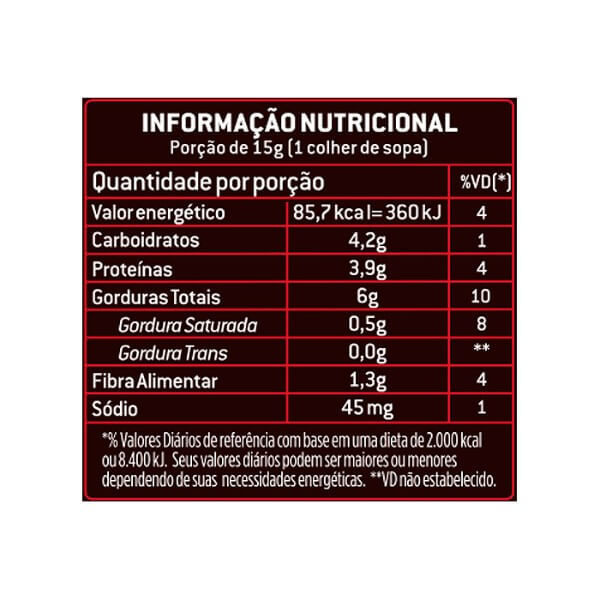 INFORMAÇÃO NUTRICIONAL
Porção de 15g (1 colher de sopa)
Quantidade por porção %VD(*)
Valor energético 85,7 kcal= 360 kJ 4
Carboidratos 4,2g 1
Proteínas 3,9g 4
Gorduras Totais 6g 10
Gordura Saturada 0,5g 8
Gordura Trans 0,0g **
Fibra Alimentar 1,3g 4
Sódio 45 mg 1
*% Valores Diários de referência com base em uma dieta de 2.000 kcal
ou 8.400 kJ. Seus valores diários podem ser maiores ou menores
dependendo de suas necessidades energéticas. **VD não estabelecido.